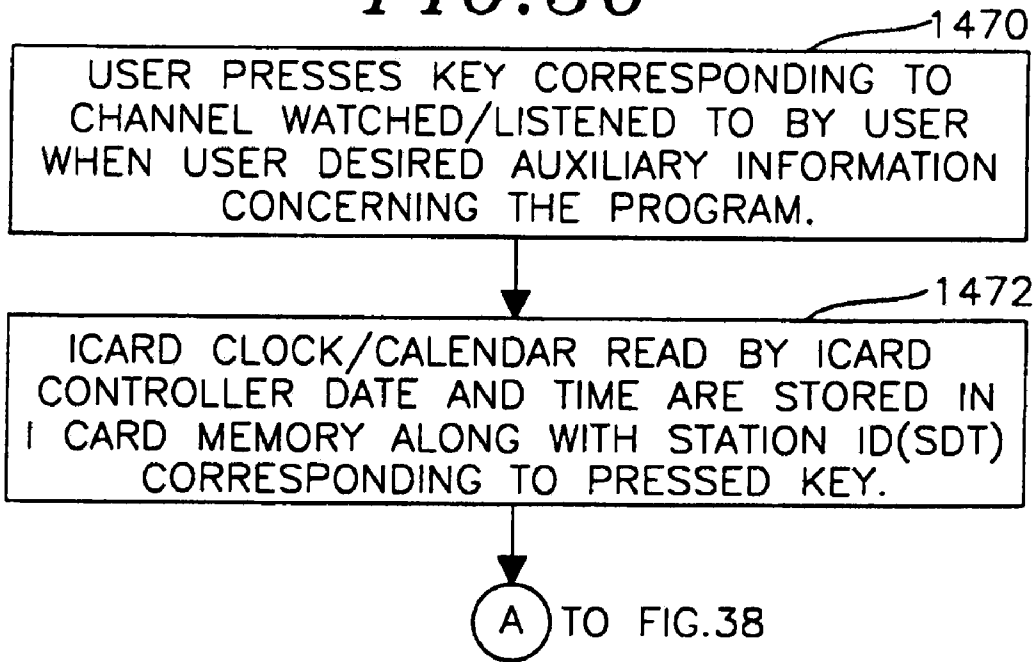 1470
USER PRESSES KEY CORRESPONDING TO
CHANNEL WATCHED/LISTENED TO BY USER
WHEN USER DESIRED AUXILIARY INFORMATION
CONCERNING THE PROGRAM.
1472
ICARD CLOCK/CALENDAR READ BY ICARD
CONTROLLER DATE AND TIME ARE STORED IN
I CARD MEMORY ALONG WITH STATION ID(SDT)
CORRESPONDING TO PRESSED KEY.
A TO FIG.38